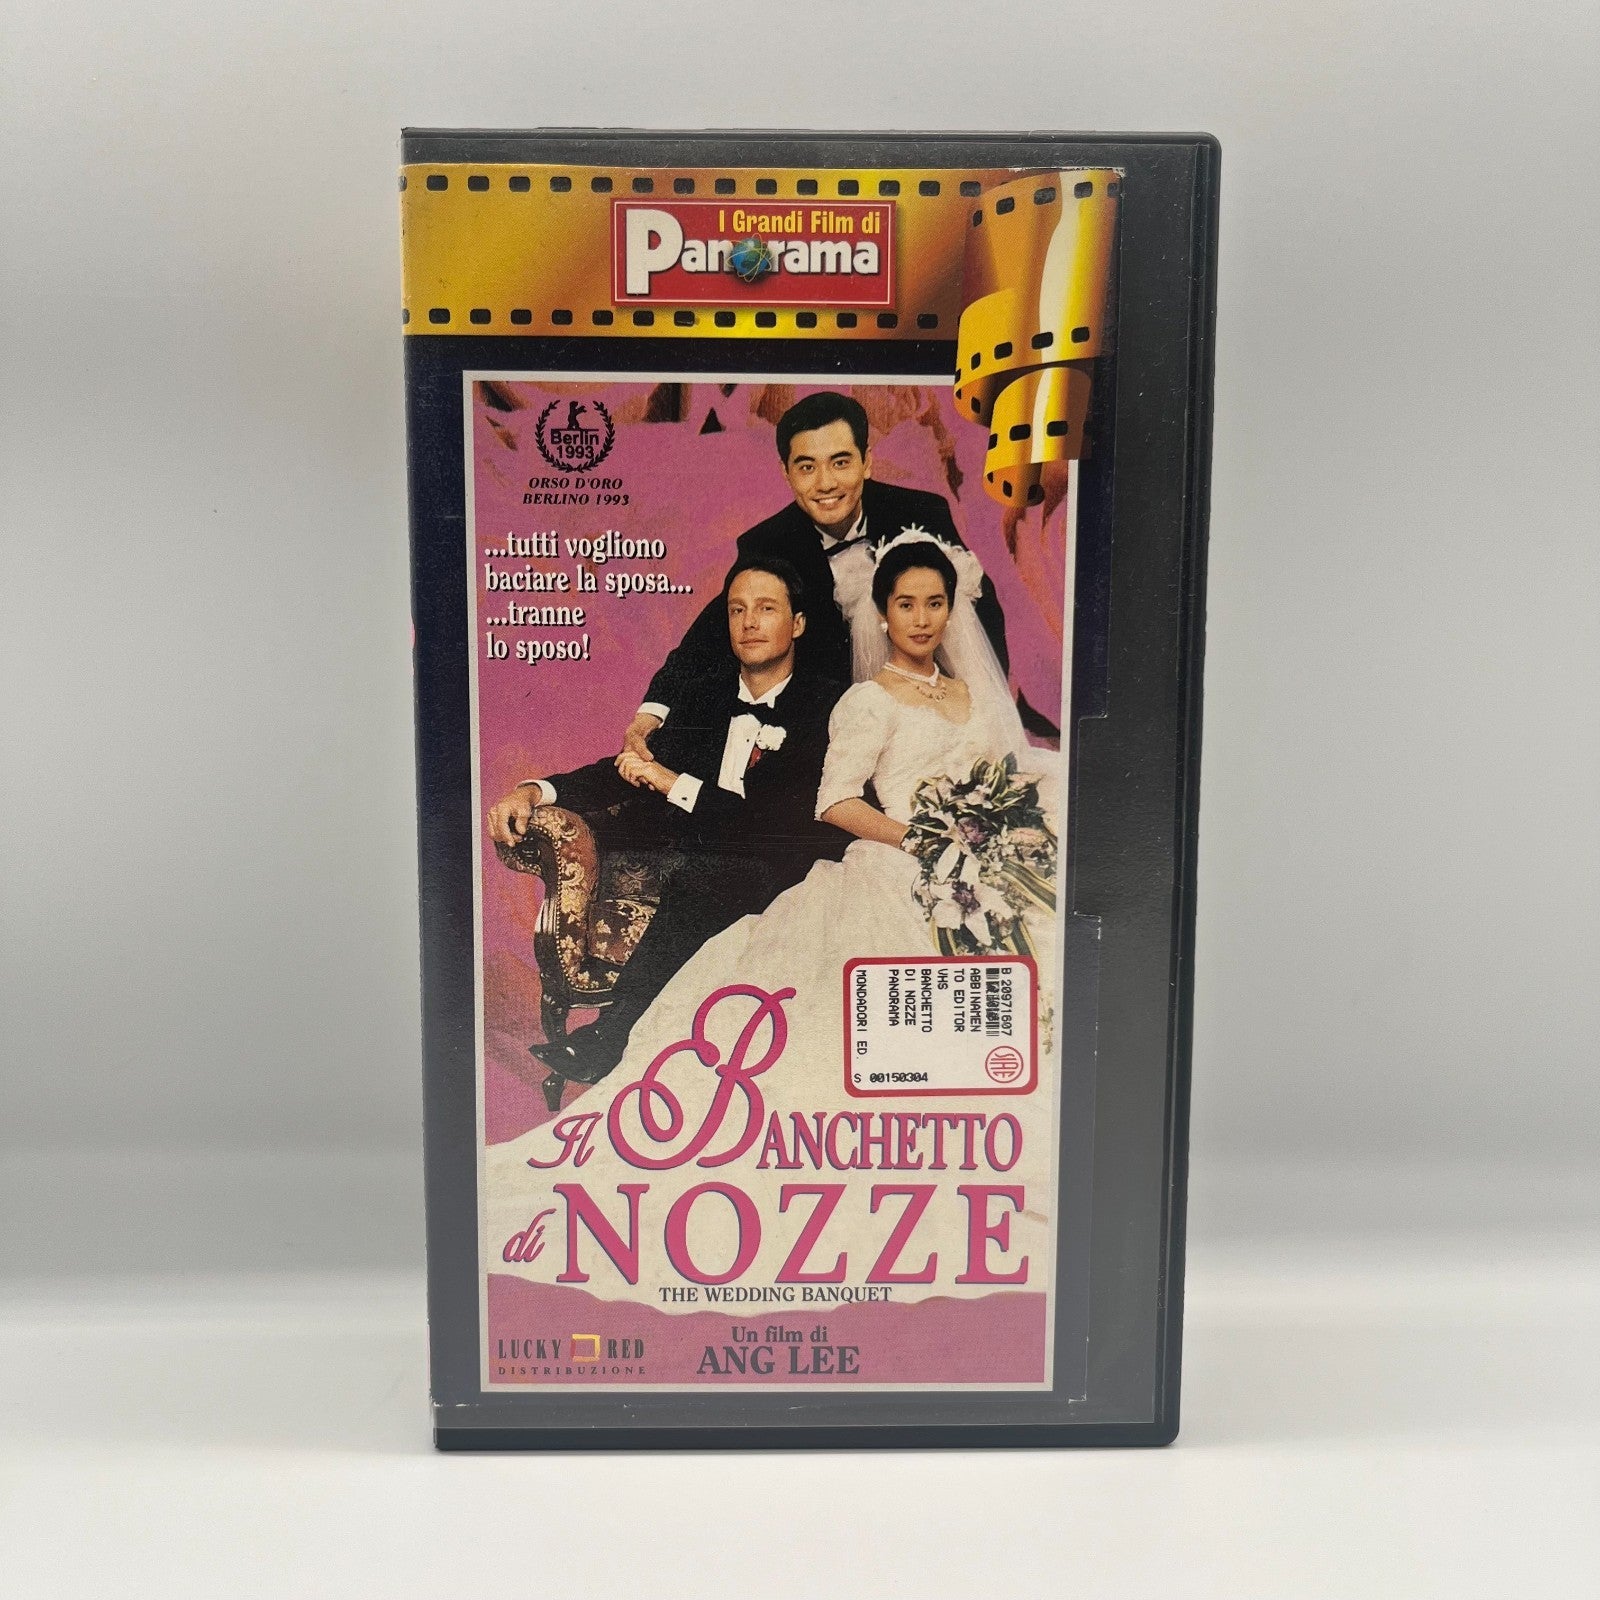 I Grandi Film di
Panorama
Berlin
1993
ORSO D'ORO
BERLINO 1993
...tutti vogliono
baciare la sposa...
...tranne
lo sposo!
B 20971607
ABBINAMEN
TO EDITOR
VHS
BANCHETTO
DI NOZZE
PANORAMA
MONDADORI ED.
S 00150304
SIAE
Il BANCHETTO
di NOZZE
THE WEDDING BANQUET
Un film di
ANG LEE
LUCKY RED
DISTRIBUZIONE